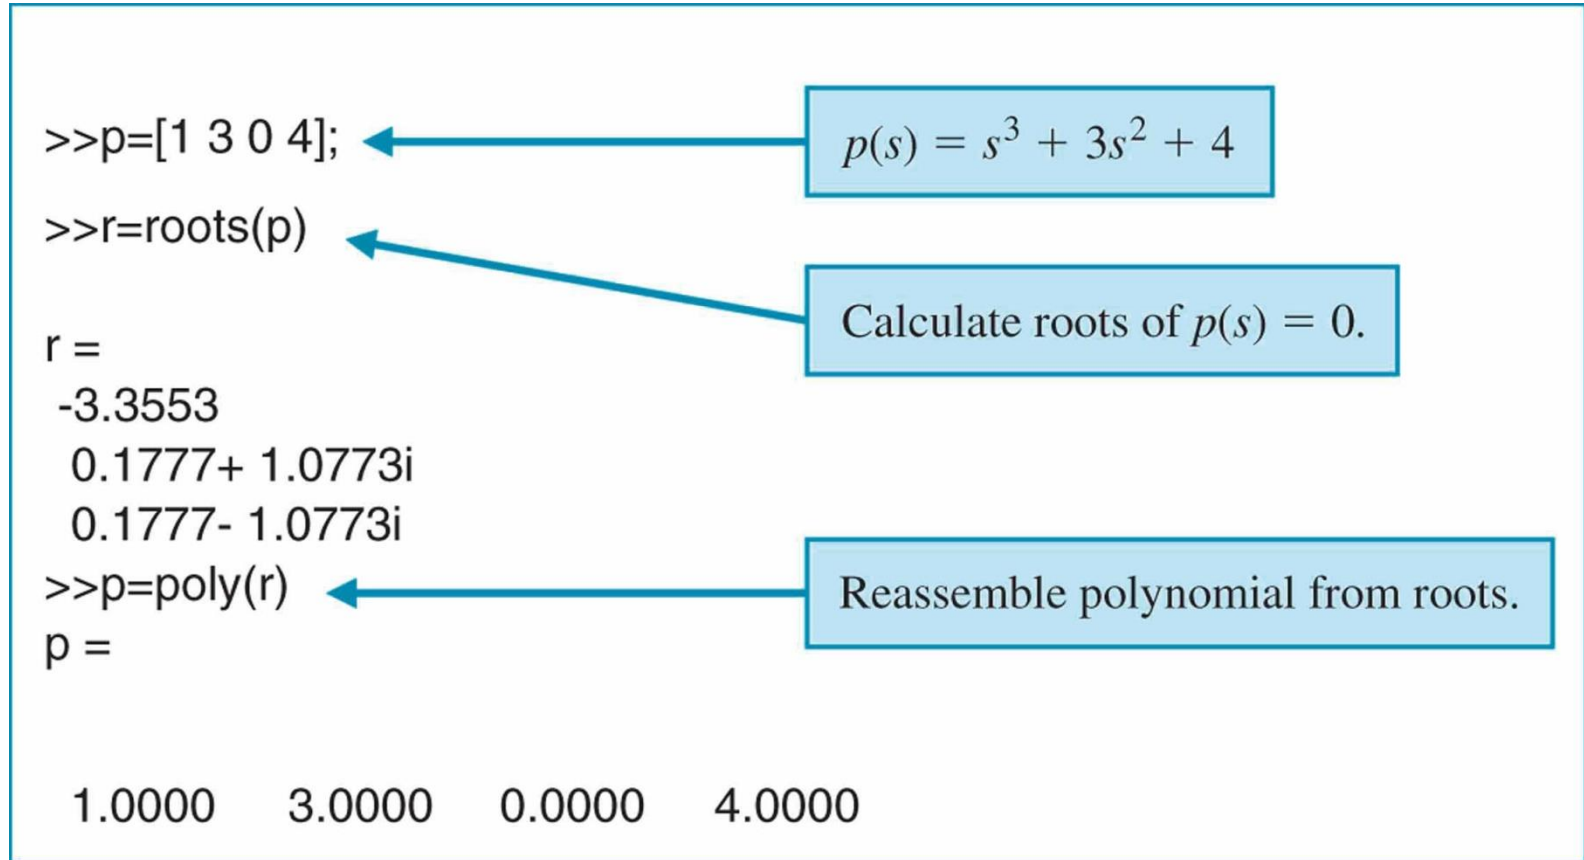 >>p=[1 3 0 4];
p(s) = s³ + 3s² + 4
>>r=roots(p)
Calculate roots of p(s) = 0.
r =
-3.3553
0.1777+ 1.0773i
0.1777- 1.0773i
>>p=poly(r)
Reassemble polynomial from roots.
p =
1.0000 3.0000 0.0000 4.0000